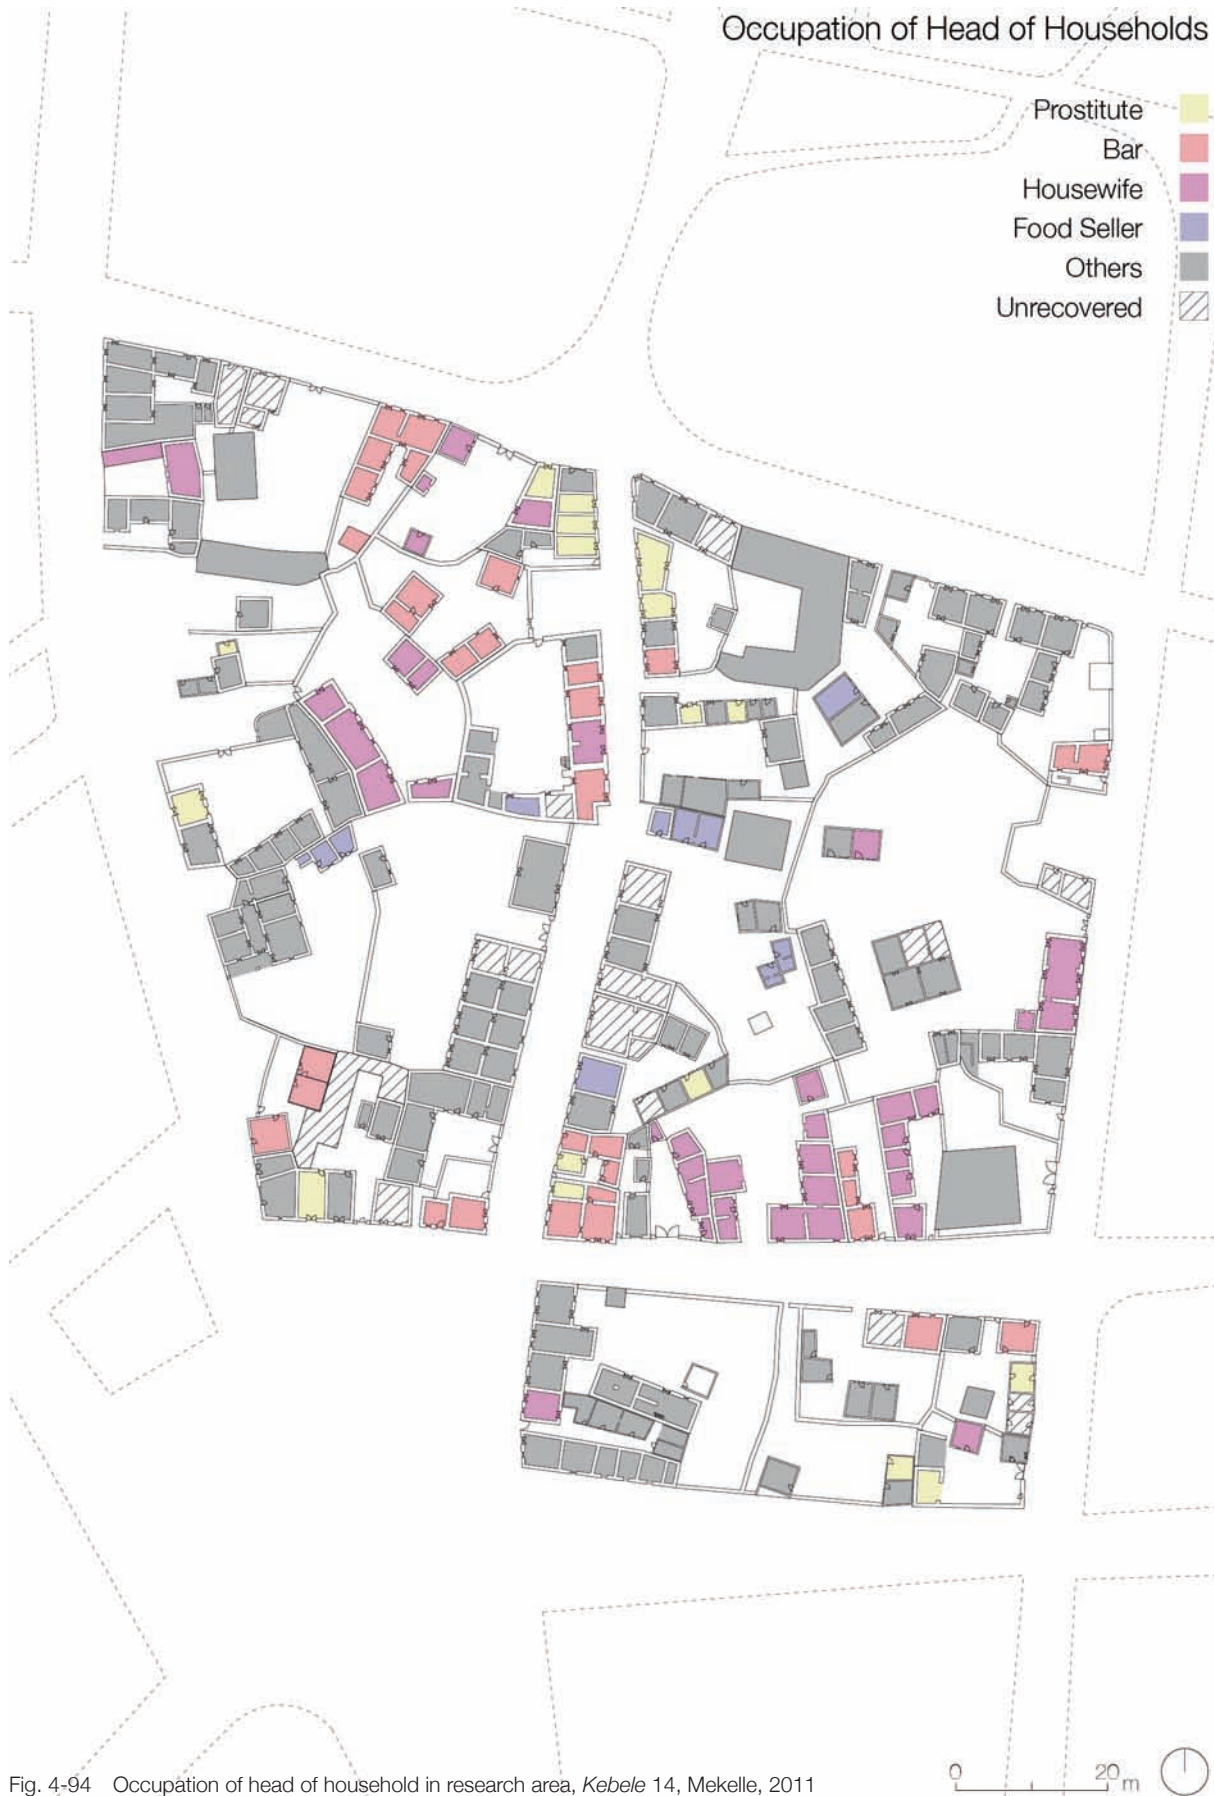 Occupation of Head of Households
Prostitute
Bar
Housewife
Food Seller
Others
Unrecovered
0 20 m
Fig. 4-94 Occupation of head of household in research area, Kebele 14, Mekelle, 2011